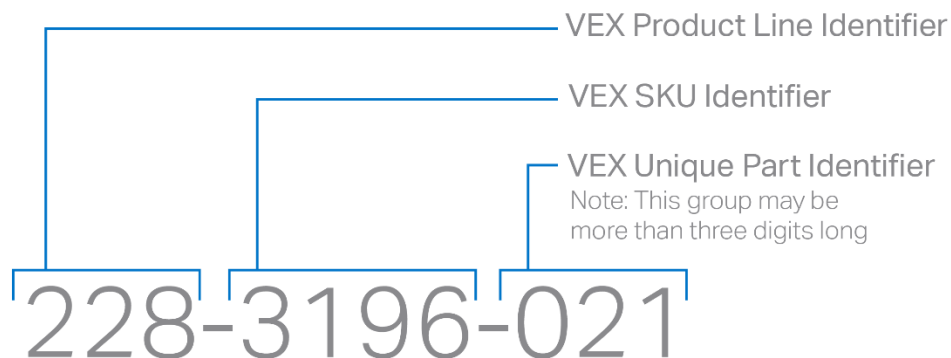 VEX Product Line Identifier
VEX SKU Identifier
VEX Unique Part Identifier
Note: This group may be
more than three digits long
228-3196-021